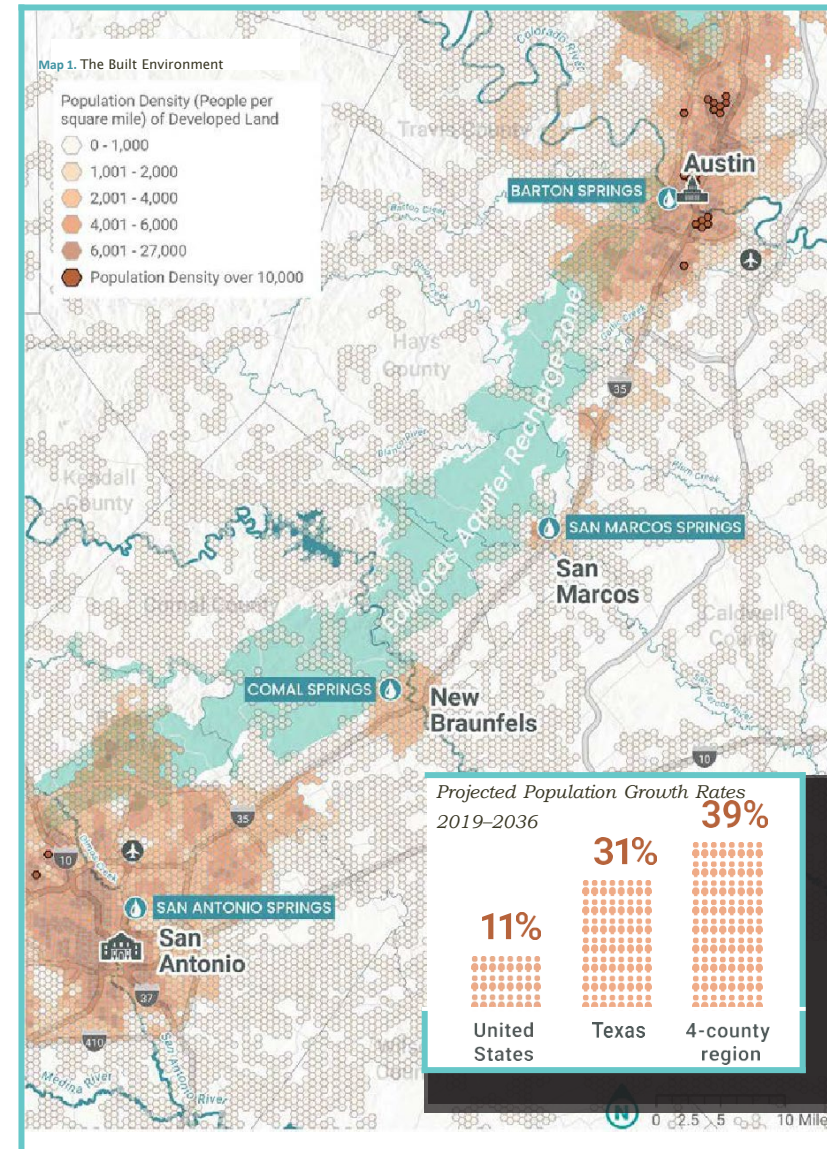 Map 1. The Built Environment
Population Density (People per
square mile) of Developed Land
0 - 1,000
1,001 - 2,000
2,001 - 4,000
4,001 - 6,000
6,001 - 27,000
Population Density over 10,000
Colorado River
Travis County
Austin
BARTON SPRINGS
Barton Creek
Onion Creek
Edwards Aquifer Recharge Zone
Hays
County
35
Blanco River
Plum Creek
Kendall
County
SAN MARCOS SPRINGS
San
Marcos
Comal County
Caldwell
County
San Marcos River
COMAL SPRINGS
New
Braunfels
10
35
10
SAN ANTONIO SPRINGS
San
Antonio
37
410
San Antonio River
Medina River
Projected Population Growth Rates
2019–2036
11%
31%
39%
United
States
Texas
4-county
region
N
0 2.5 5 10 Mile